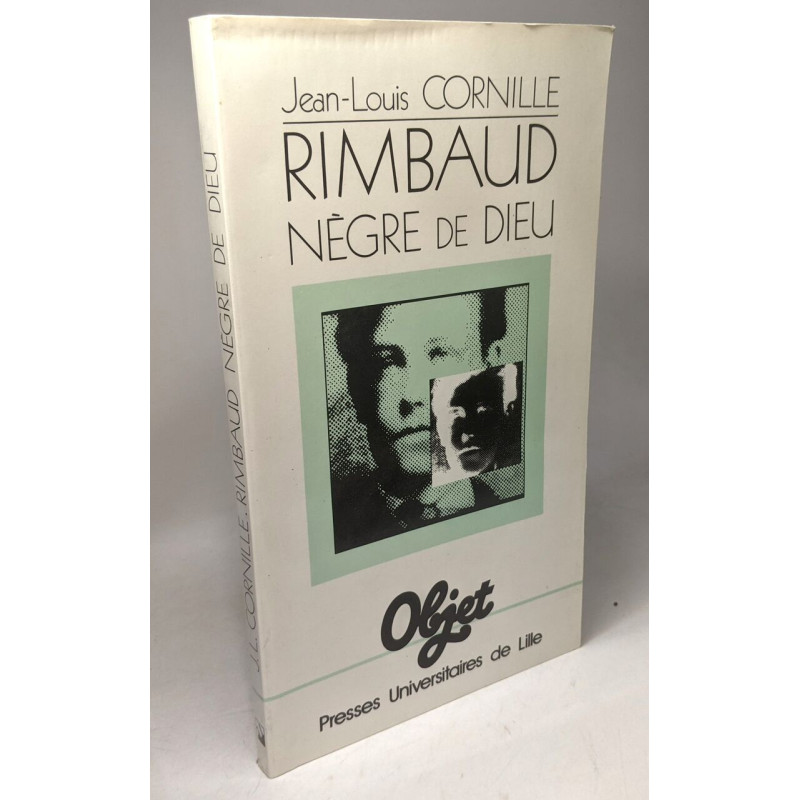 Jean-Louis CORNILLE
RIMBAUD
NÈGRE DE DIEU
Objet
Presses Universitaires de Lille
J.L. CORNILLE. RIMBAUD NÈGRE DE DIEU